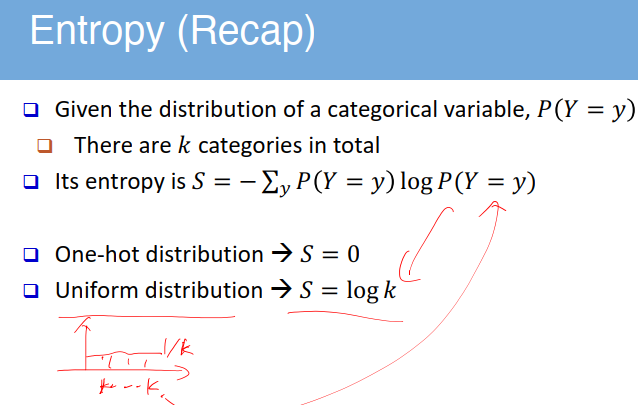 Entropy (Recap)
Given the distribution of a categorical variable, P(Y = y)
There are k categories in total
Its entropy is S = − ∑y P(Y = y) log P(Y = y)
One-hot distribution → S = 0
Uniform distribution → S = log k
1/k